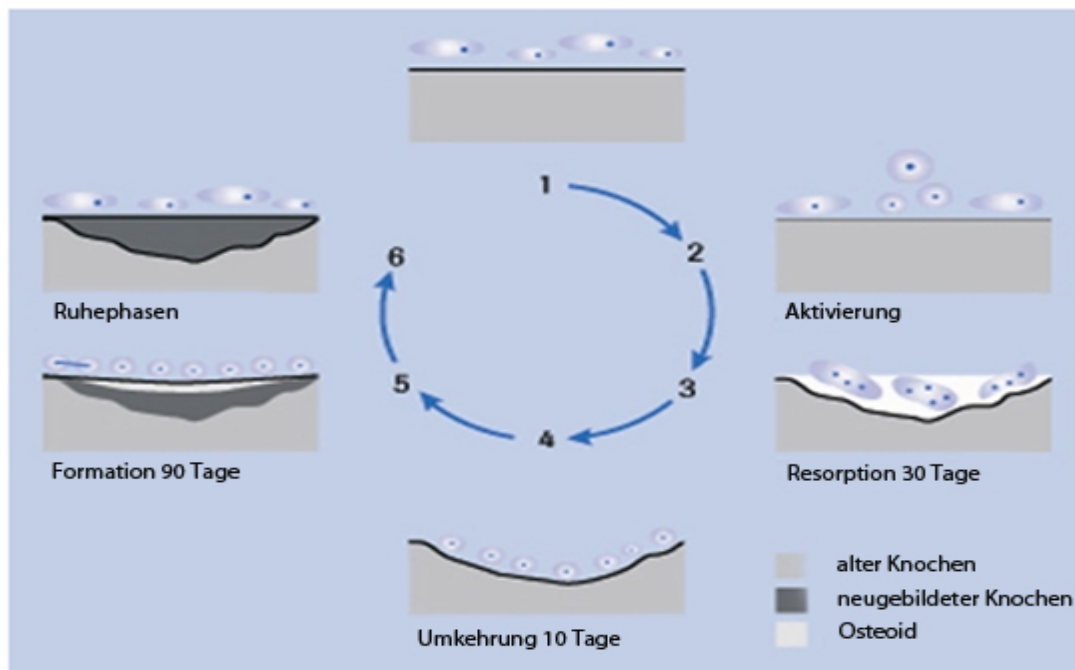 1
2
3
4
5
6
Aktivierung
Resorption 30 Tage
Umkehrung 10 Tage
Formation 90 Tage
Ruhephasen
alter Knochen
neugebildeter Knochen
Osteoid